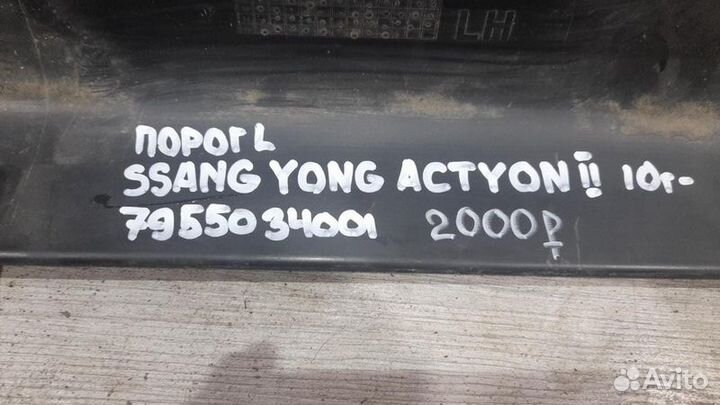 LH
ПОРОГ L
SSANG YONG ACTYON II 10г-
7955034001 2000₽
Avito